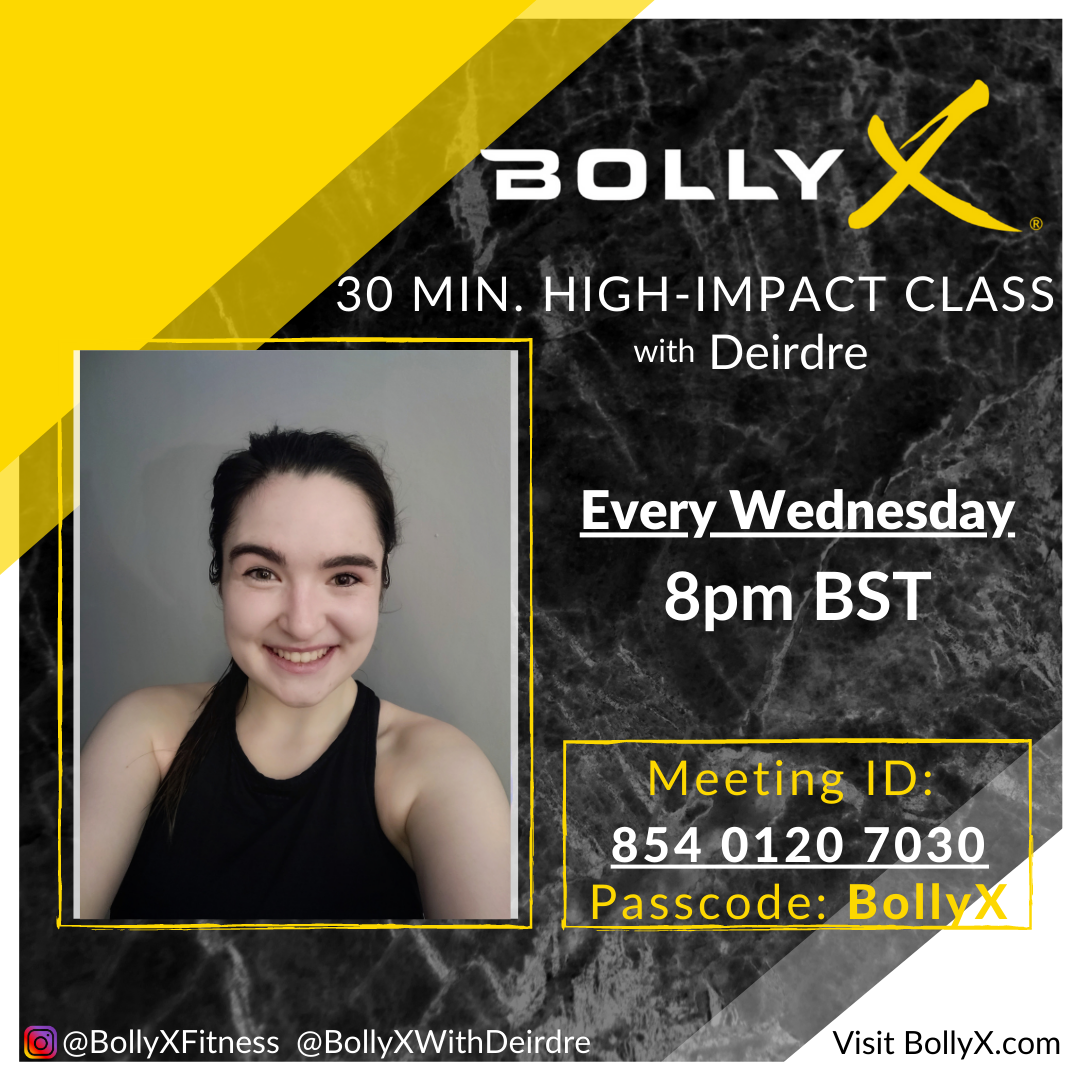 BOLLYX®
30 MIN. HIGH-IMPACT CLASS
with Deirdre
Every Wednesday
8pm BST
Meeting ID:
854 0120 7030
Passcode: BollyX
@BollyXFitness @BollyXWithDeirdre
Visit BollyX.com